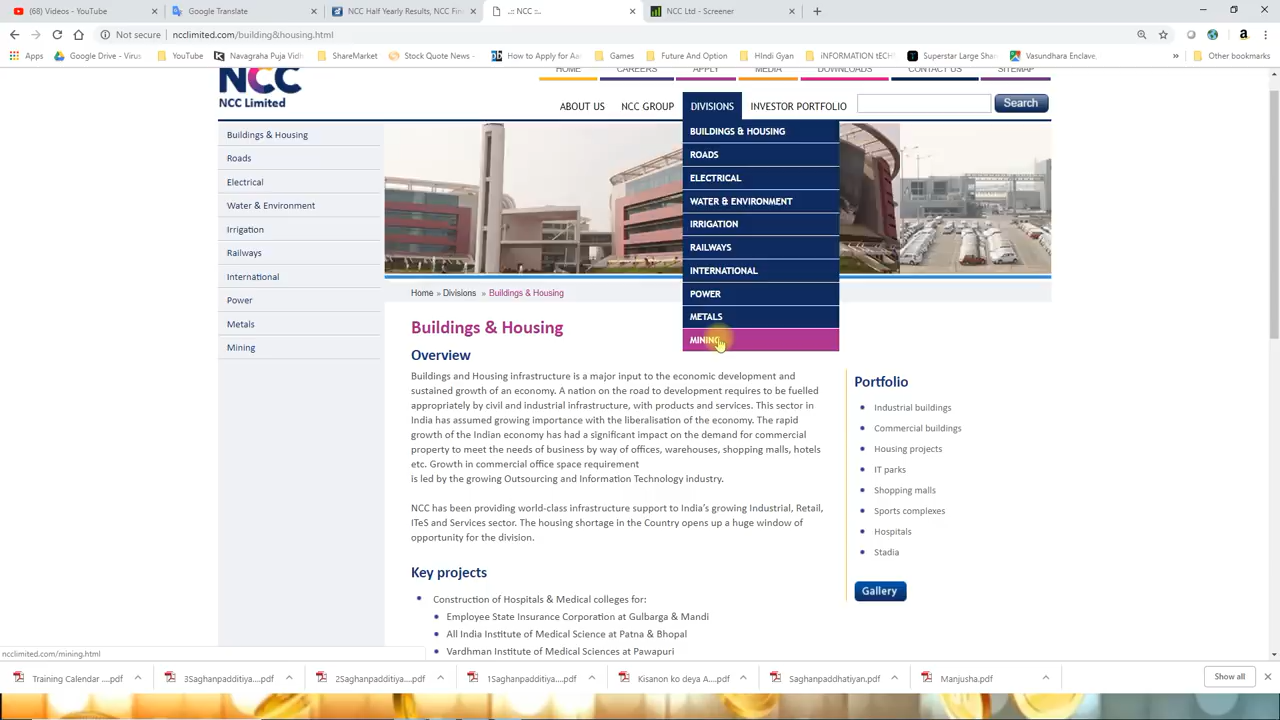 (68) Videos - YouTube
Google Translate
NCC Half Yearly Results, NCC Fin
.:: NCC ::.
NCC Ltd - Screener
Not secure | ncclimited.com/building&housing.html
Apps
Google Drive - Virus
YouTube
Navagraha Puja Vidh
ShareMarket
Stock Quote News -
How to Apply for Aa
Games
Future And Option
HIndi Gyan
iNFORMATION tECH
Superstar Large Shar
Vasundhara Enclave,
»
Other bookmarks
HOME
CAREERS
APPLY
MEDIA
DOWNLOADS
CONTACT US
SITEMAP
NCC
NCC Limited
ABOUT US
NCC GROUP
DIVISIONS
INVESTOR PORTFOLIO
Search
BUILDINGS & HOUSING
ROADS
ELECTRICAL
WATER & ENVIRONMENT
IRRIGATION
RAILWAYS
INTERNATIONAL
POWER
METALS
MINING
Buildings & Housing
Roads
Electrical
Water & Environment
Irrigation
Railways
International
Power
Metals
Mining
Home » Divisions » Buildings & Housing
Buildings & Housing
Overview
Buildings and Housing infrastructure is a major input to the economic development and
sustained growth of an economy. A nation on the road to development requires to be fuelled
appropriately by civil and industrial infrastructure, with products and services. This sector in
India has assumed growing importance with the liberalisation of the economy. The rapid
growth of the Indian economy has had a significant impact on the demand for commercial
property to meet the needs of business by way of offices, warehouses, shopping malls, hotels
etc. Growth in commercial office space requirement
is led by the growing Outsourcing and Information Technology industry.
NCC has been providing world-class infrastructure support to India's growing Industrial, Retail,
ITeS and Services sector. The housing shortage in the Country opens up a huge window of
opportunity for the division.
Key projects
Construction of Hospitals & Medical colleges for:
Employee State Insurance Corporation at Gulbarga & Mandi
All India Institute of Medical Science at Patna & Bhopal
Vardhman Institute of Medical Sciences at Pawapuri
Portfolio
Industrial buildings
Commercial buildings
Housing projects
IT parks
Shopping malls
Sports complexes
Hospitals
Stadia
Gallery
ncclimited.com/mining.html
Training Calendar ....pdf
3Saghanpadditiya....pdf
2Saghanpadditiya....pdf
1Saghanpadditiya....pdf
Kisanon ko deya A....pdf
Saghanpaddhatiyan.pdf
Manjusha.pdf
Show all